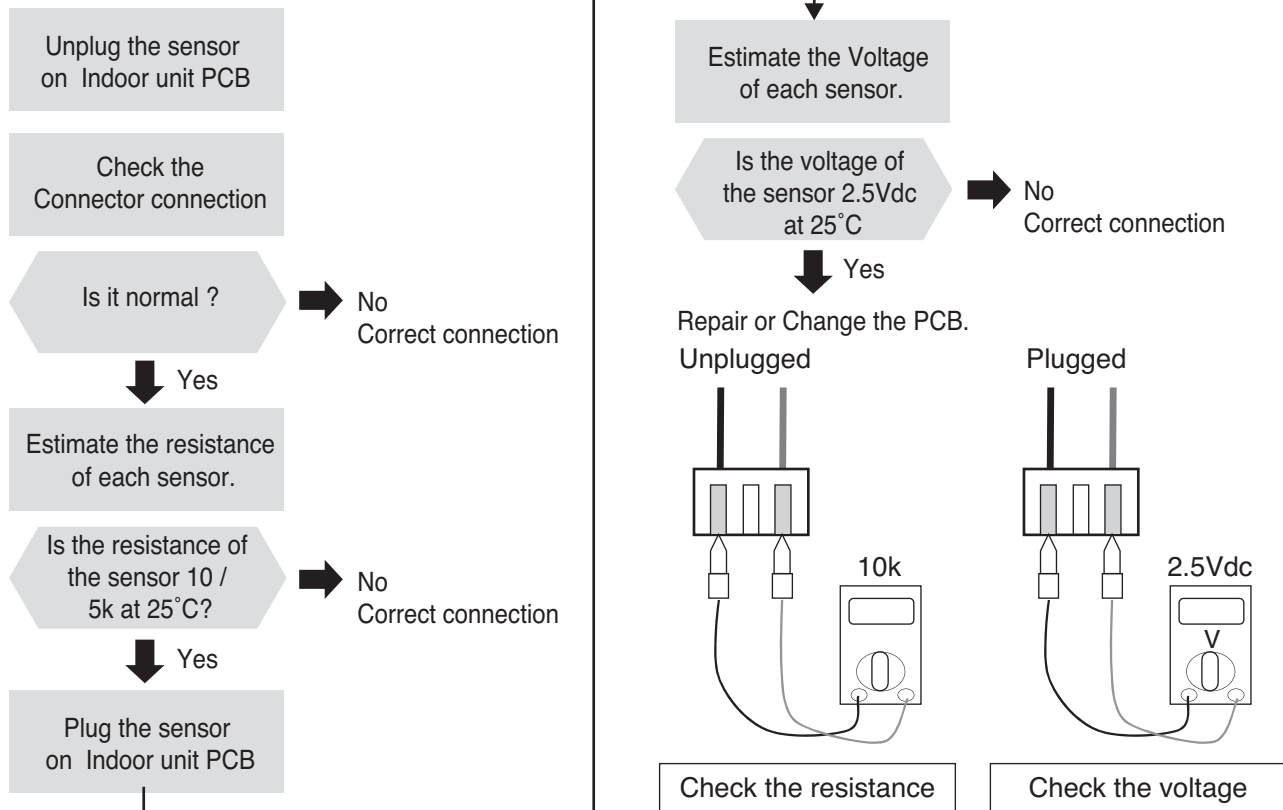 Unplug the sensor
on Indoor unit PCB
Check the
Connector connection
Is it normal ?
No
Correct connection
Yes
Estimate the resistance
of each sensor.
Is the resistance of
the sensor 10 /
5k at 25˚C?
No
Correct connection
Yes
Plug the sensor
on Indoor unit PCB
Estimate the Voltage
of each sensor.
Is the voltage of
the sensor 2.5Vdc
at 25˚C
No
Correct connection
Yes
Repair or Change the PCB.
Unplugged
10k
Check the resistance
Plugged
2.5Vdc
V
Check the voltage